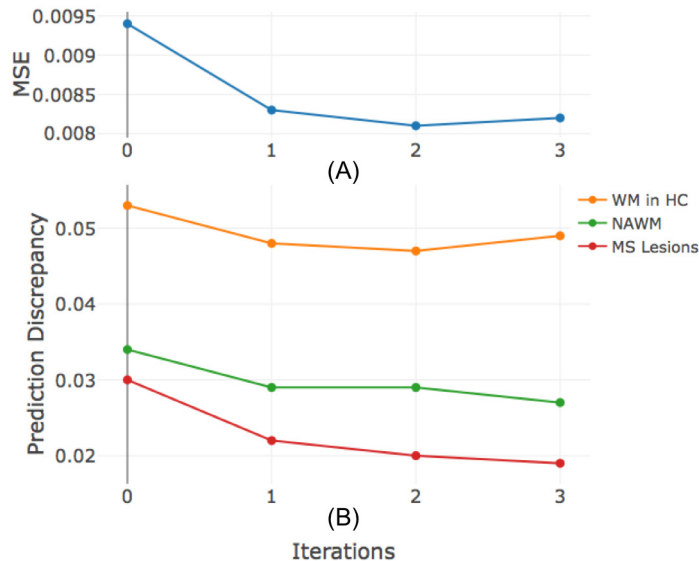 MSE
0.0095
0.009
0.0085
0.008
0 1 2 3
(A)
Prediction Discrepancy
0.05
0.04
0.03
0.02
WM in HC
NAWM
MS Lesions
0 1 2 3
(B)
Iterations